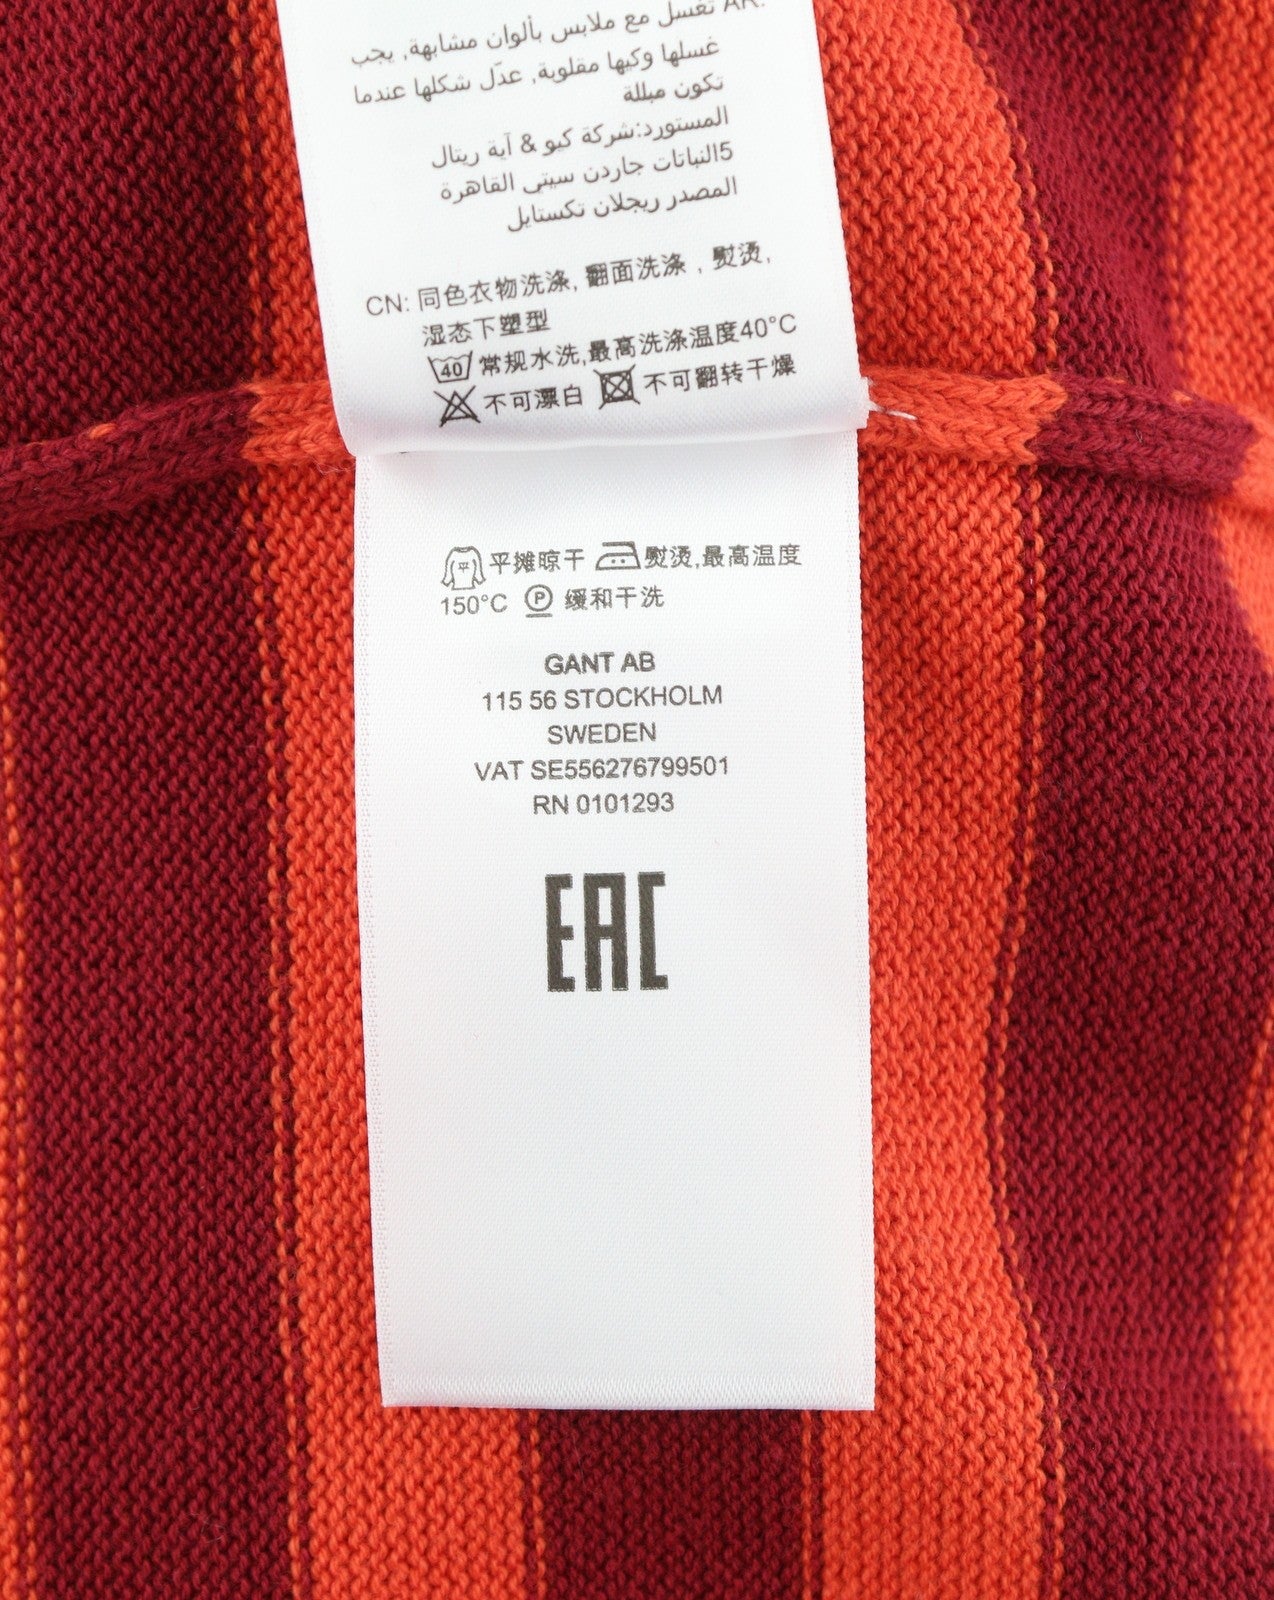 AR: تغسل مع ملابس بألوان مشابهة, يجب
غسلها وكيها مقلوبة, عدّل شكلها عندما
تكون مبللة
المستورد:شركة كيو & آية ريتال
5النباتات جاردن سيتى القاهرة
المصدر ريجلان تكستايل
CN: 同色衣物洗涤, 翻面洗涤 , 熨烫,
湿态下塑型
40 常规水洗,最高洗涤温度40°C
不可漂白 不可翻转干燥
平 平摊晾干 熨烫,最高温度
150°C P 缓和干洗
GANT AB
115 56 STOCKHOLM
SWEDEN
VAT SE556276799501
RN 0101293
EAC